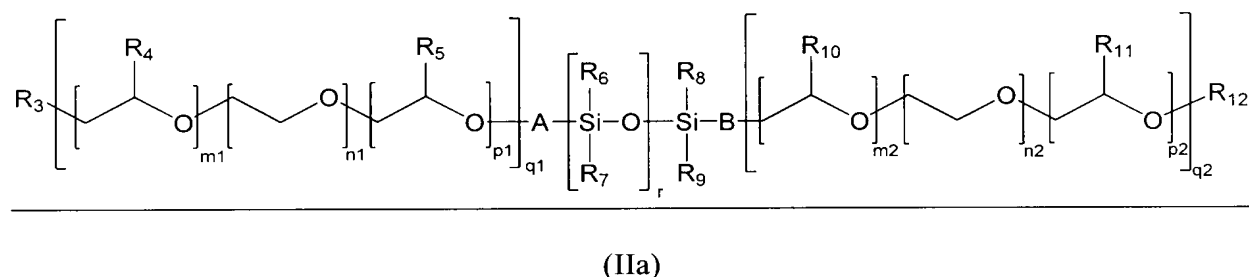 R4 R5 R6 R8 R10 R11
R3 O m1 O n1 O p1 q1 A Si O r Si B O m2 O n2 O p2 q2 R12
R7 R9
(IIa)